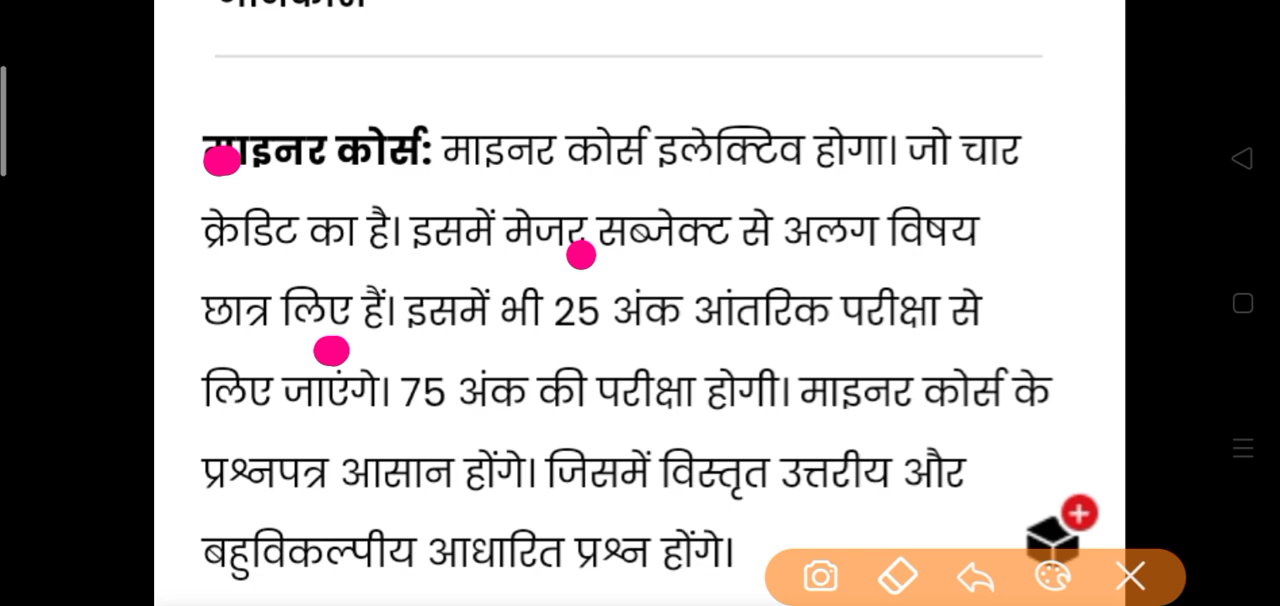 माइनर कोर्स: माइनर कोर्स इलेक्टिव होगा। जो चार
क्रेडिट का है। इसमें मेजर सब्जेक्ट से अलग विषय
छात्र लिए हैं। इसमें भी 25 अंक आंतरिक परीक्षा से
लिए जाएंगे। 75 अंक की परीक्षा होगी। माइनर कोर्स के
प्रश्नपत्र आसान होंगे। जिसमें विस्तृत उत्तरीय और
बहुविकल्पीय आधारित प्रश्न होंगे।